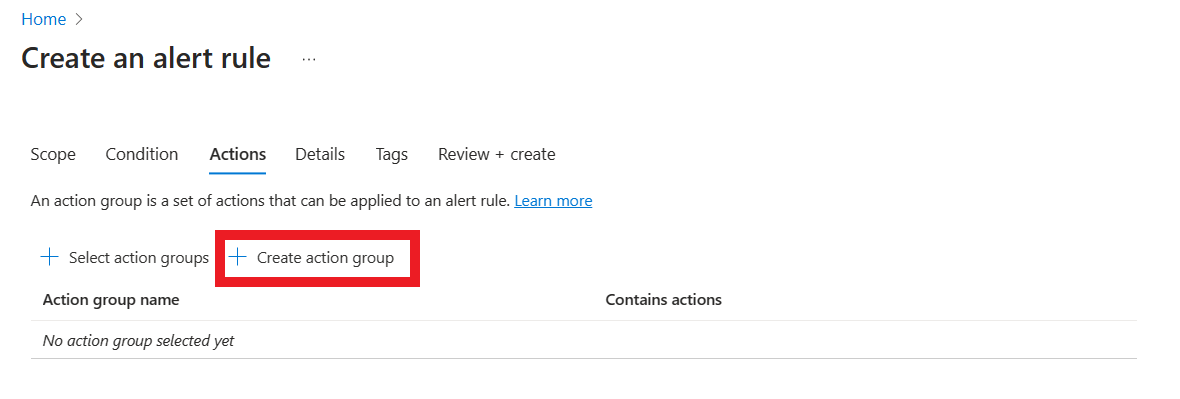 Home >
Create an alert rule ...
Scope Condition Actions Details Tags Review + create
An action group is a set of actions that can be applied to an alert rule. Learn more
+ Select action groups + Create action group
Action group name Contains actions
No action group selected yet